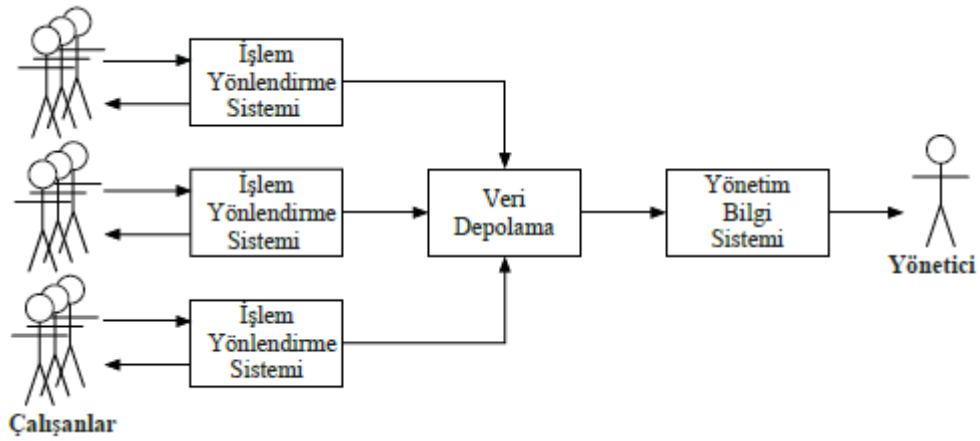 İşlem
Yönlendirme
Sistemi
İşlem
Yönlendirme
Sistemi
Veri
Depolama
Yönetim
Bilgi
Sistemi
Yönetici
İşlem
Yönlendirme
Sistemi
Çalışanlar